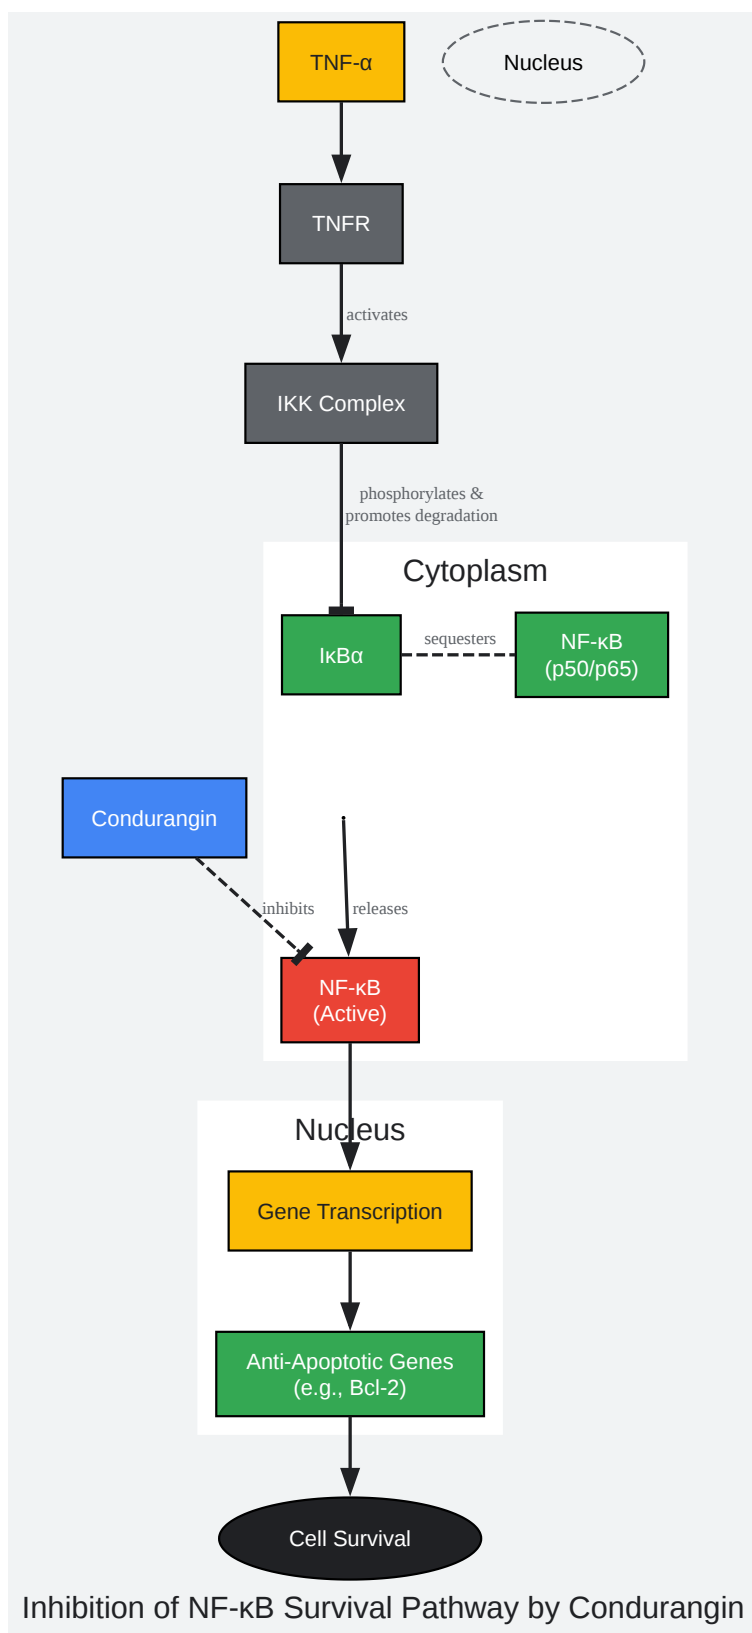 TNF-α
Nucleus
TNFR
activates
IKK Complex
phosphorylates &
promotes degradation
Cytoplasm
IκBα
sequesters
NF-κB
(p50/p65)
Condurangin
inhibits
releases
NF-κB
(Active)
Nucleus
Gene Transcription
Anti-Apoptotic Genes
(e.g., Bcl-2)
Cell Survival
Inhibition of NF-κB Survival Pathway by Condurangin